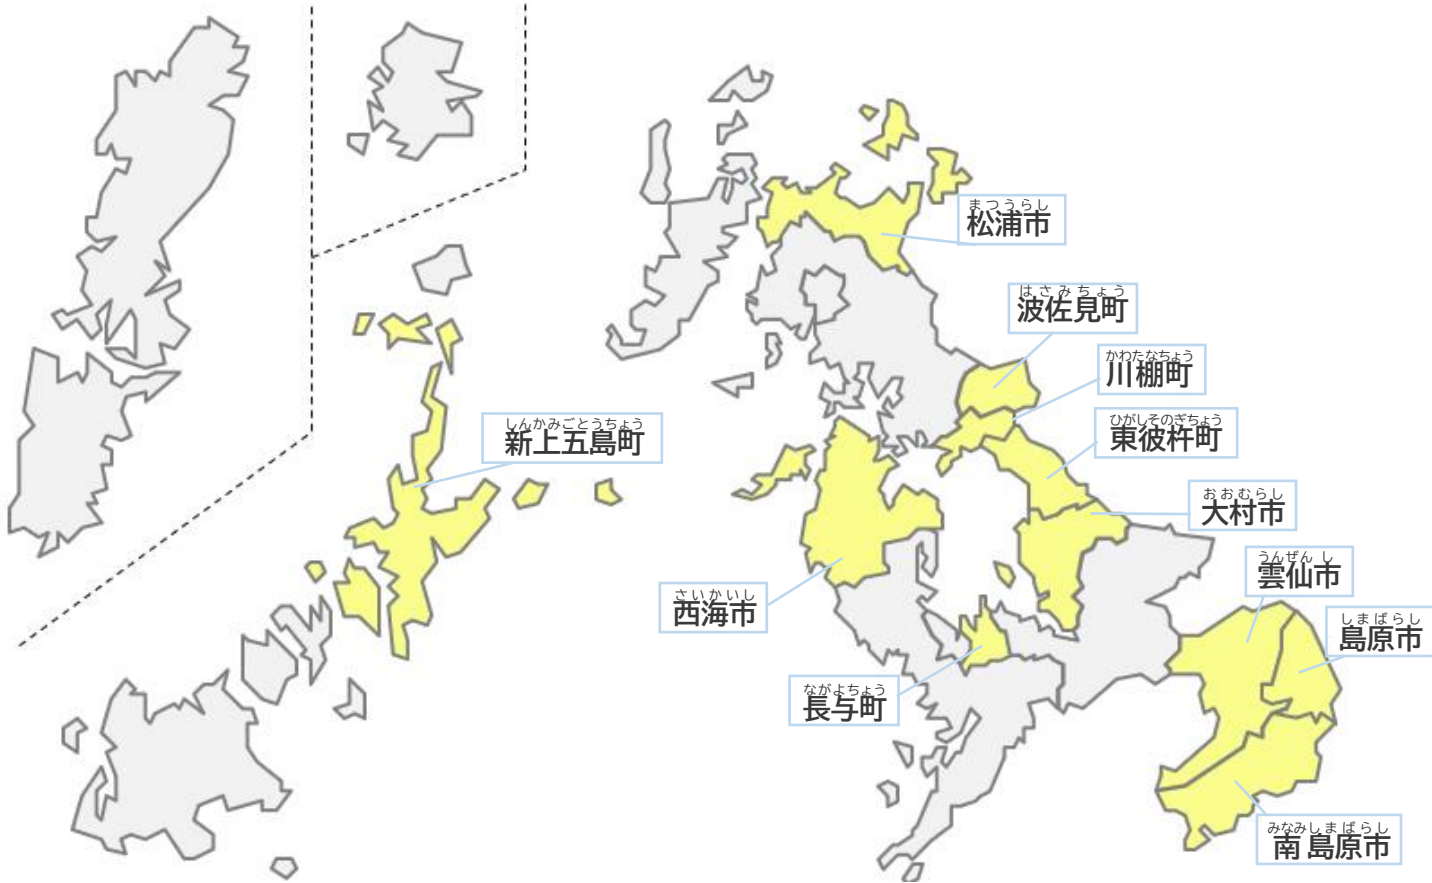 まつうらし
松浦市
はさみちょう
波佐見町
かわたなちょう
川棚町
ひがしそのぎちょう
東彼杵町
しんかみごとうちょう
新上五島町
おおむらし
大村市
うんぜんし
雲仙市
さいかいし
西海市
しまばらし
島原市
ながよちょう
長与町
みなみしまばらし
南島原市